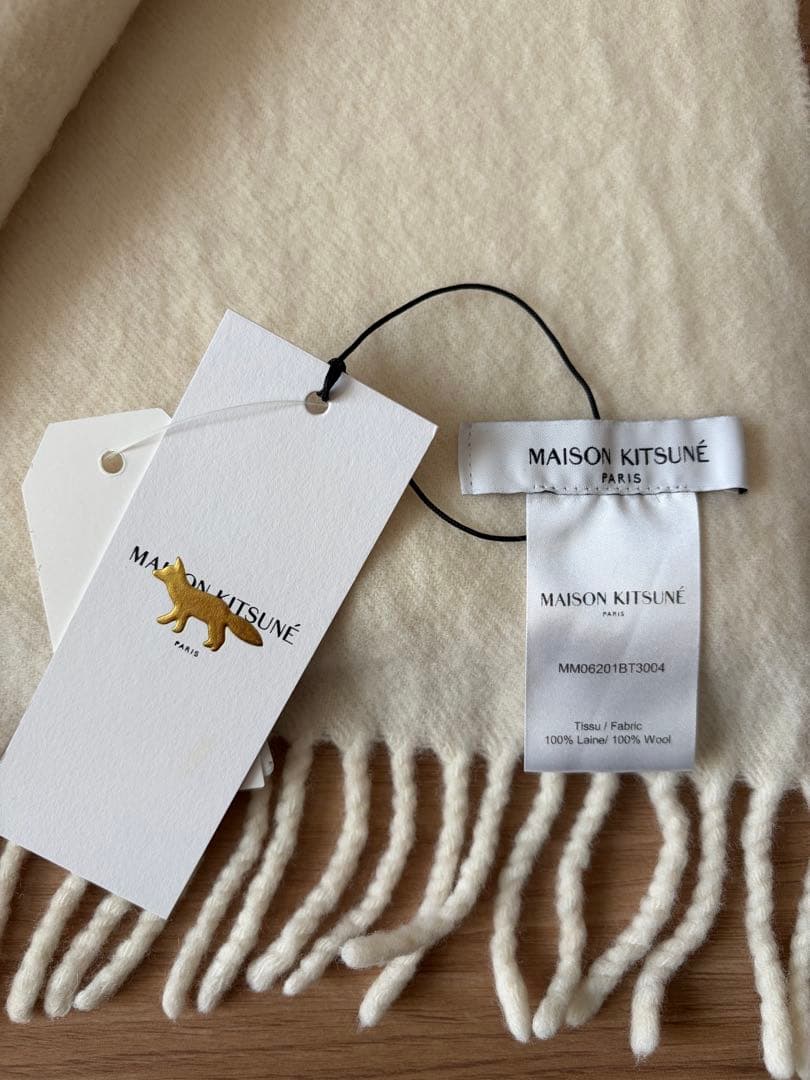 MAISON KITSUNÉ
PARIS
MAISON KITSUNÉ
PARIS
MAISON KITSUNÉ
PARIS
MM06201BT3004
Tissu / Fabric
100% Laine/ 100% Wool